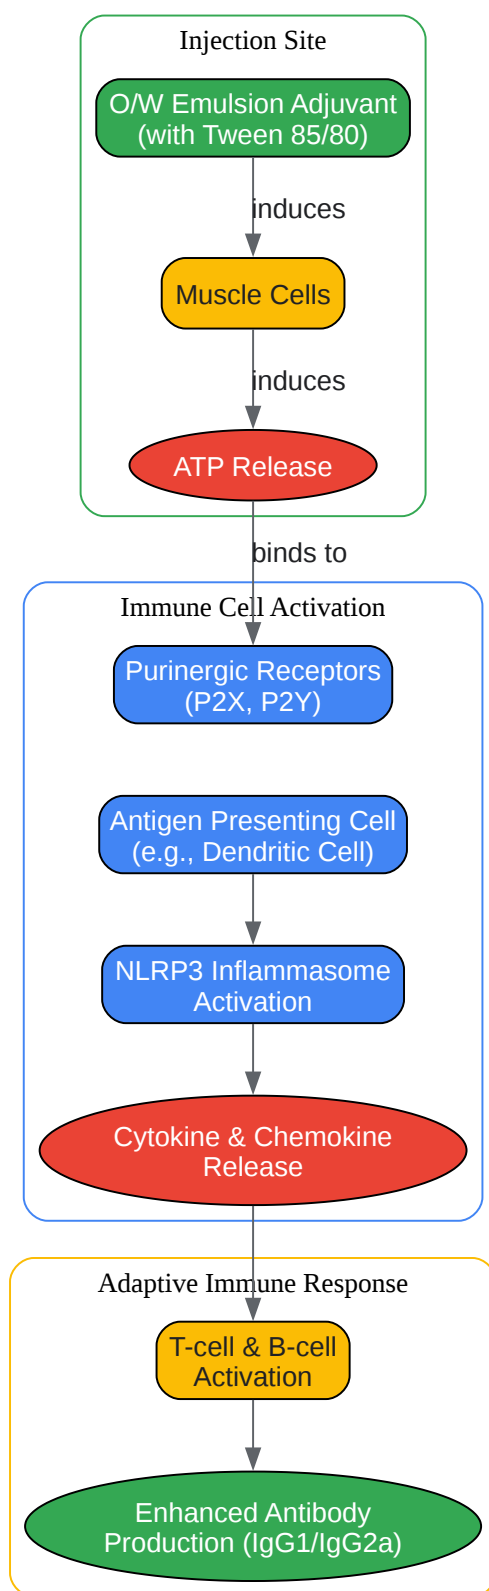 Injection Site
O/W Emulsion Adjuvant
(with Tween 85/80)
induces
Muscle Cells
induces
ATP Release
binds to
Immune Cell Activation
Purinergic Receptors
(P2X, P2Y)
Antigen Presenting Cell
(e.g., Dendritic Cell)
NLRP3 Inflammasome
Activation
Cytokine & Chemokine
Release
Adaptive Immune Response
T-cell & B-cell
Activation
Enhanced Antibody
Production (IgG1/IgG2a)